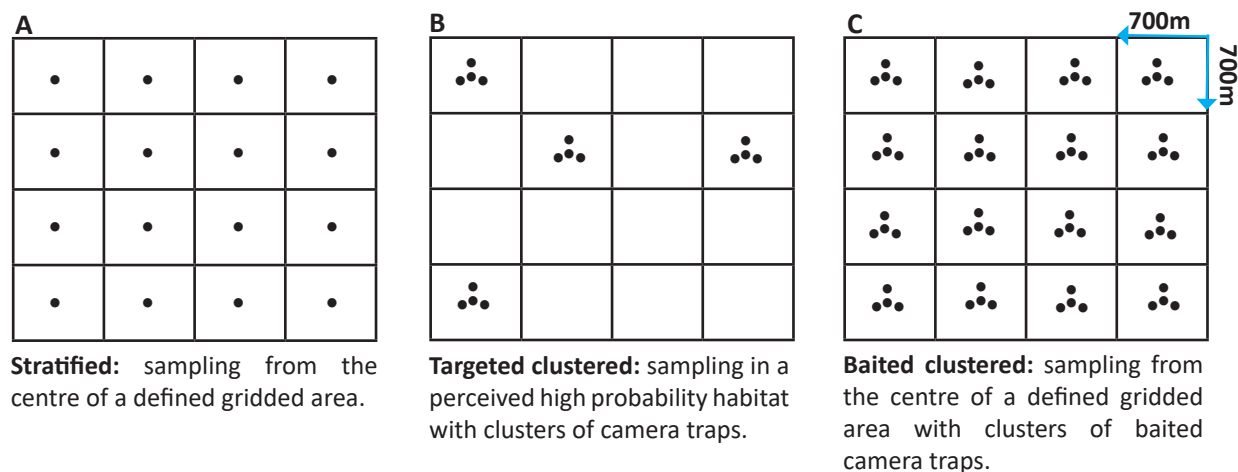 A
B
C
700m
700m
Stratified: sampling from the
centre of a defined gridded area.
Targeted clustered: sampling in a
perceived high probability habitat
with clusters of camera traps.
Baited clustered: sampling from
the centre of a defined gridded
area with clusters of baited
camera traps.